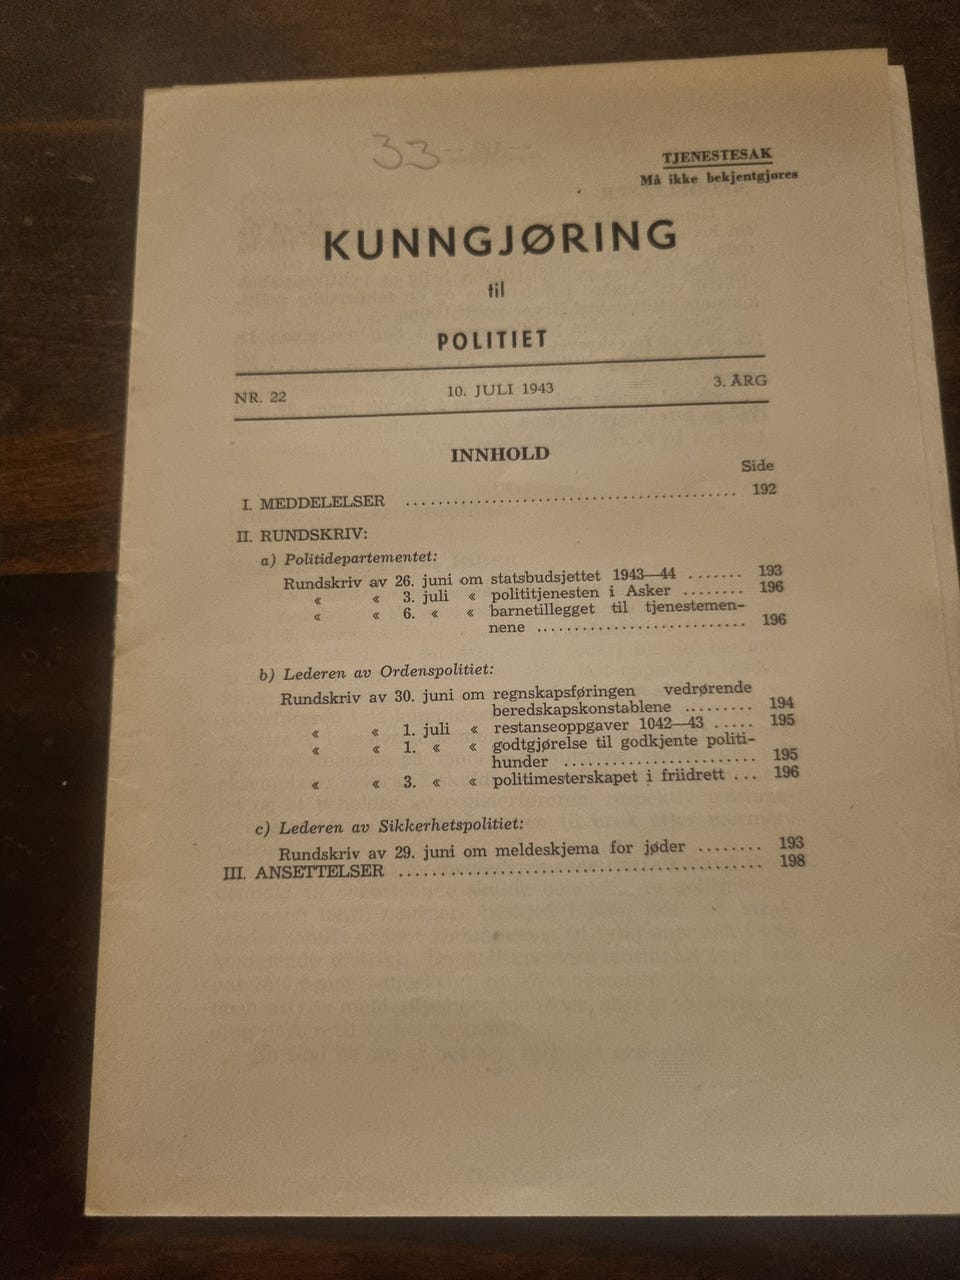 33
TJENESTESAK
Må ikke bekjentgjøres
KUNNGJØRING
til
POLITIET
NR. 22 10. JULI 1943 3. ÅRG
INNHOLD
Side
I. MEDDELELSER ........................................ 192
II. RUNDSKRIV:
a) Politidepartementet:
Rundskriv av 26. juni om statsbudsjettet 1943—44 ....... 193
« « 3. juli « polititjenesten i Asker ........ 196
« « 6. « « barnetillegget til tjenestemen-
nene .......................... 196
b) Lederen av Ordenspolitiet:
Rundskriv av 30. juni om regnskapsføringen vedrørende
beredskapskonstablene ......... 194
« « 1. juli « restanseoppgaver 1042—43 ..... 195
« « 1. « « godtgjørelse til godkjente politi-
hunder ....................... 195
« « 3. « « politimesterskapet i friidrett ... 196
c) Lederen av Sikkerhetspolitiet:
Rundskriv av 29. juni om meldeskjema for jøder ........ 193
III. ANSETTELSER ............................................ 198